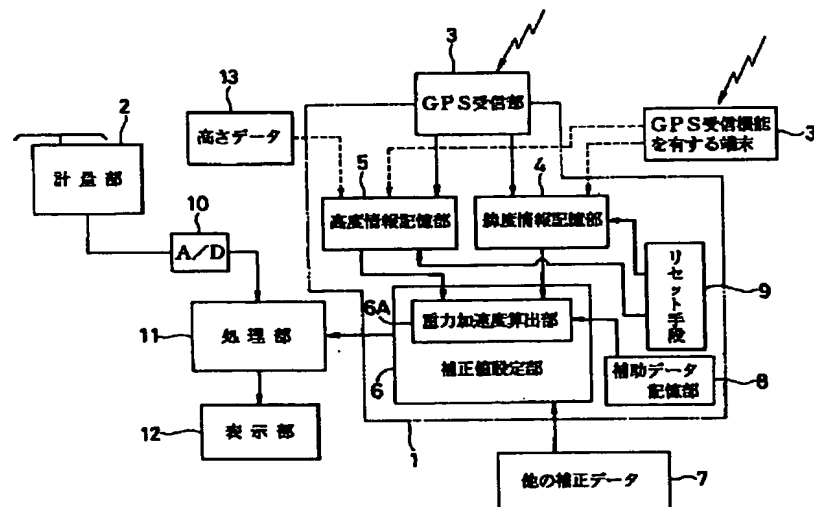 3
GPS受信部
13
高さデータ
2
計量部
GPS受信機能
を有する端末
3
5
高度情報記憶部
4
緯度情報記憶部
10
A/D
リセット手段
9
6A
重力加速度算出部
11
処理部
補正値設定部
6
補助データ
記憶部
8
12
表示部
1
他の補正データ
7